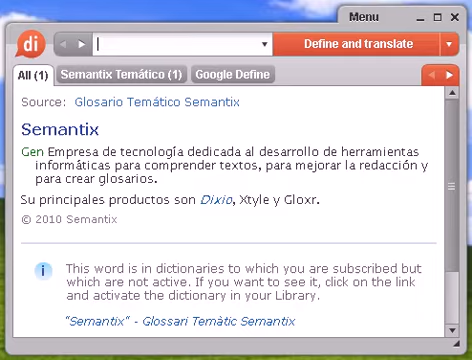 Menu
di
Define and translate
All (1)
Semantix Temático (1)
Google Define
Source: Glosario Temático Semantix
Semantix
Gen Empresa de tecnología dedicada al desarrollo de herramientas
informáticas para comprender textos, para mejorar la redacción y
para crear glosarios.
Su principales productos son Dixio, Xtyle y Gloxr.
© 2010 Semantix
i
This word is in dictionaries to which you are subscribed but
which are not active. If you want to see it, click on the link
and activate the dictionary in your Library.
"Semantix" - Glossari Temàtic Semantix